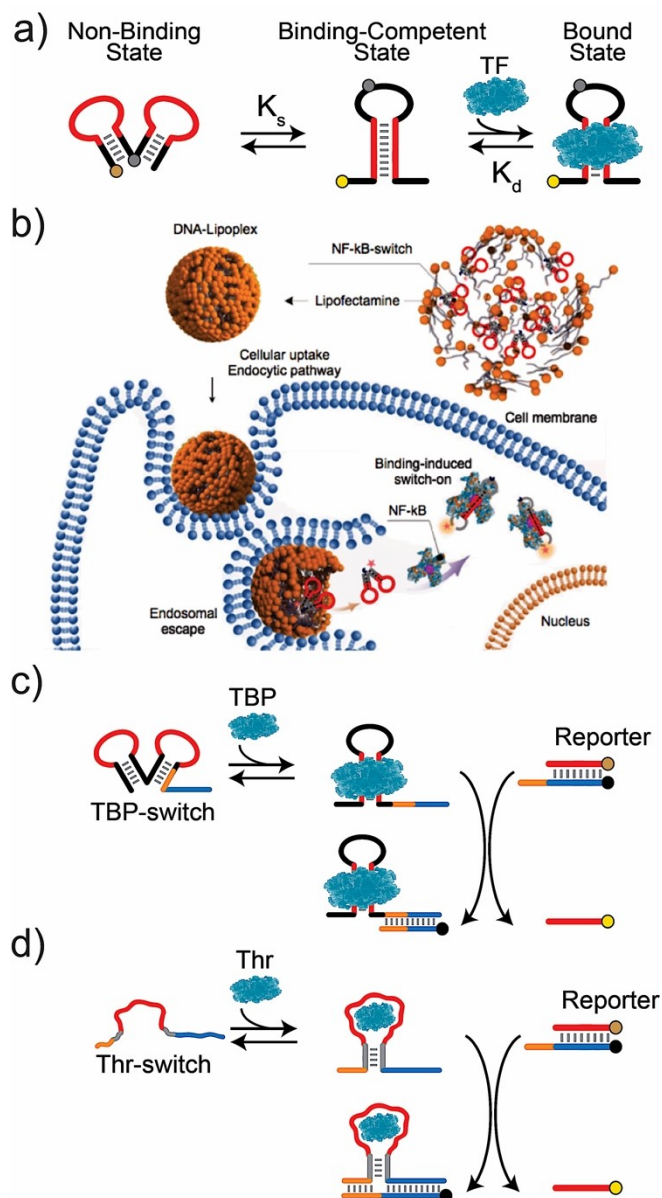 a)
Non-Binding
State
Binding-Competent
State
Bound
State
TF
Ks
Kd
b)
DNA-Lipoplex
NF-kB-switch
Lipofectamine
Cellular uptake
Endocytic pathway
Cell membrane
Binding-induced
switch-on
NF-kB
Endosomal
escape
Nucleus
c)
TBP
Reporter
TBP-switch
d)
Thr
Reporter
Thr-switch